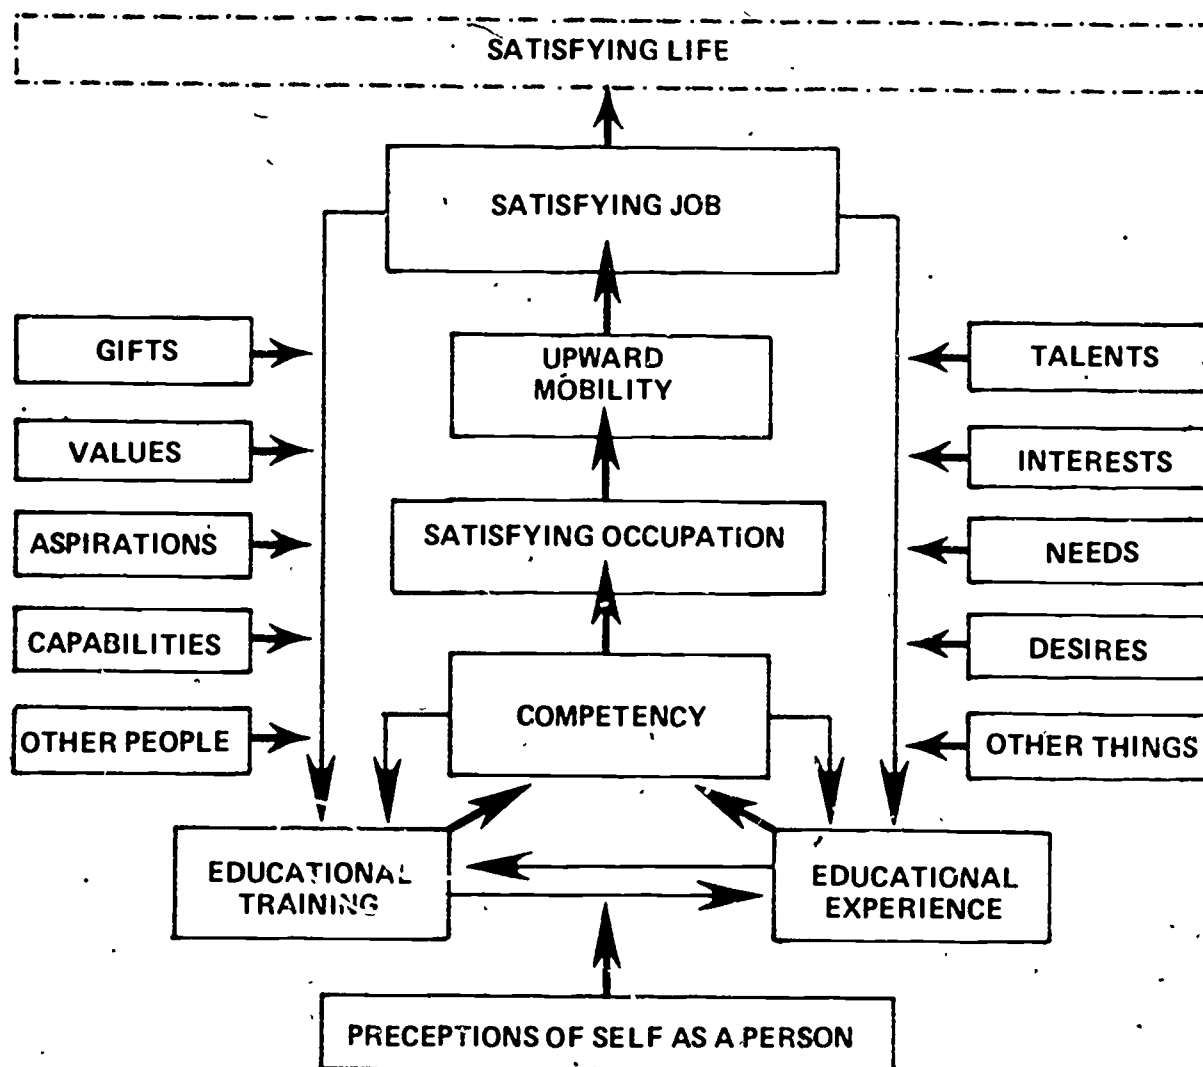 SATISFYING LIFE
SATISFYING JOB
GIFTS
UPWARD
MOBILITY
TALENTS
VALUES
INTERESTS
ASPIRATIONS
SATISFYING OCCUPATION
NEEDS
CAPABILITIES
DESIRES
COMPETENCY
OTHER PEOPLE
OTHER THINGS
EDUCATIONAL
TRAINING
EDUCATIONAL
EXPERIENCE
PRECEPTIONS OF SELF AS A PERSON